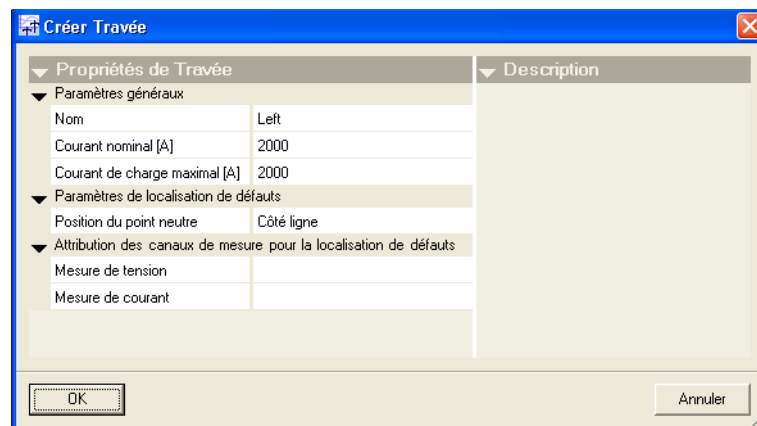 Créer Travée
Propriétés de Travée
Description
Paramètres généraux
Nom Left
Courant nominal [A] 2000
Courant de charge maximal [A] 2000
Paramètres de localisation de défauts
Position du point neutre Côté ligne
Attribution des canaux de mesure pour la localisation de défauts
Mesure de tension
Mesure de courant
OK
Annuler